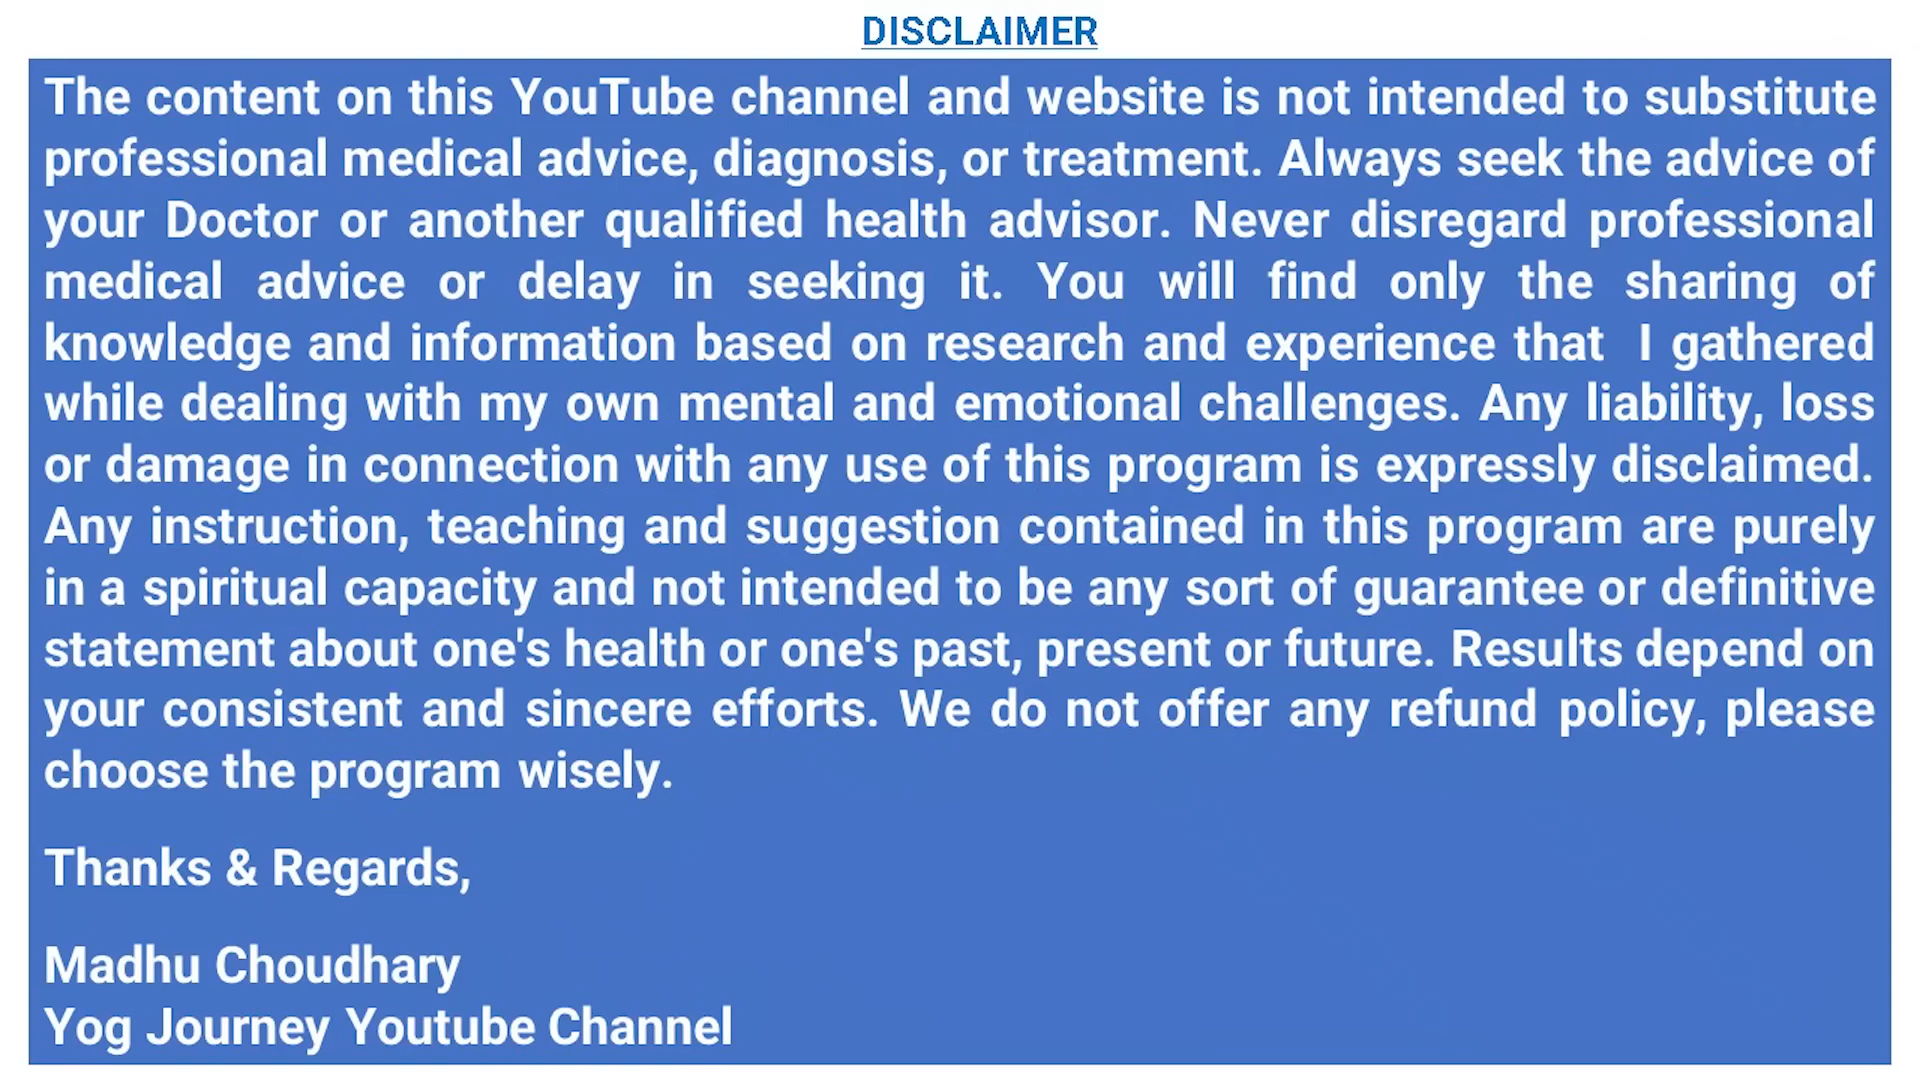 DISCLAIMER
The content on this YouTube channel and website is not intended to substitute
professional medical advice, diagnosis, or treatment. Always seek the advice of
your Doctor or another qualified health advisor. Never disregard professional
medical advice or delay in seeking it. You will find only the sharing of
knowledge and information based on research and experience that I gathered
while dealing with my own mental and emotional challenges. Any liability, loss
or damage in connection with any use of this program is expressly disclaimed.
Any instruction, teaching and suggestion contained in this program are purely
in a spiritual capacity and not intended to be any sort of guarantee or definitive
statement about one's health or one's past, present or future. Results depend on
your consistent and sincere efforts. We do not offer any refund policy, please
choose the program wisely.
Thanks & Regards,
Madhu Choudhary
Yog Journey Youtube Channel